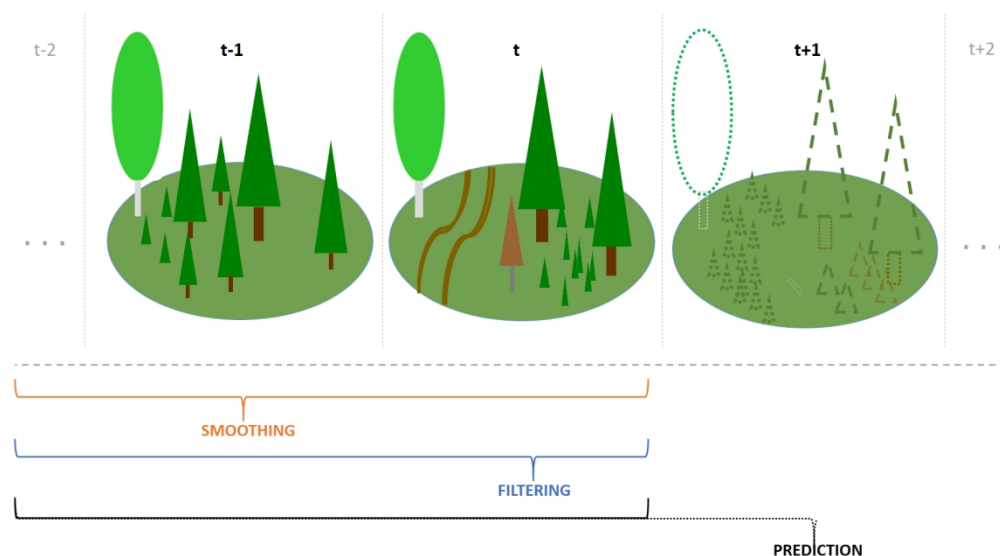 t-2
t-1
t
t+1
t+2
. . .
. . .
SMOOTHING
FILTERING
PREDICTION